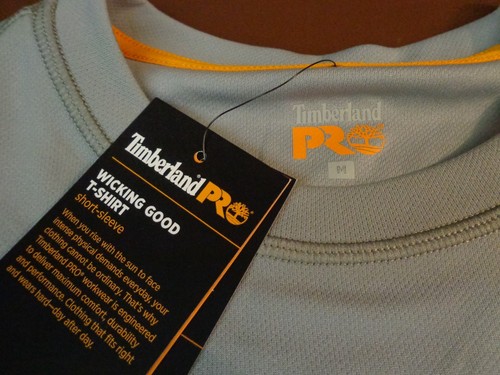 Timberland
PRO
M
Timberland PRO
WICKING GOOD
T-SHIRT
short-sleeve
When you rise with the sun to face
intense physical demands everyday, your
clothing cannot be ordinary. That's why
Timberland PRO® workwear is engineered
to deliver maximum comfort, durability
and performance. Clothing that fits right
and wears hard—day after day.